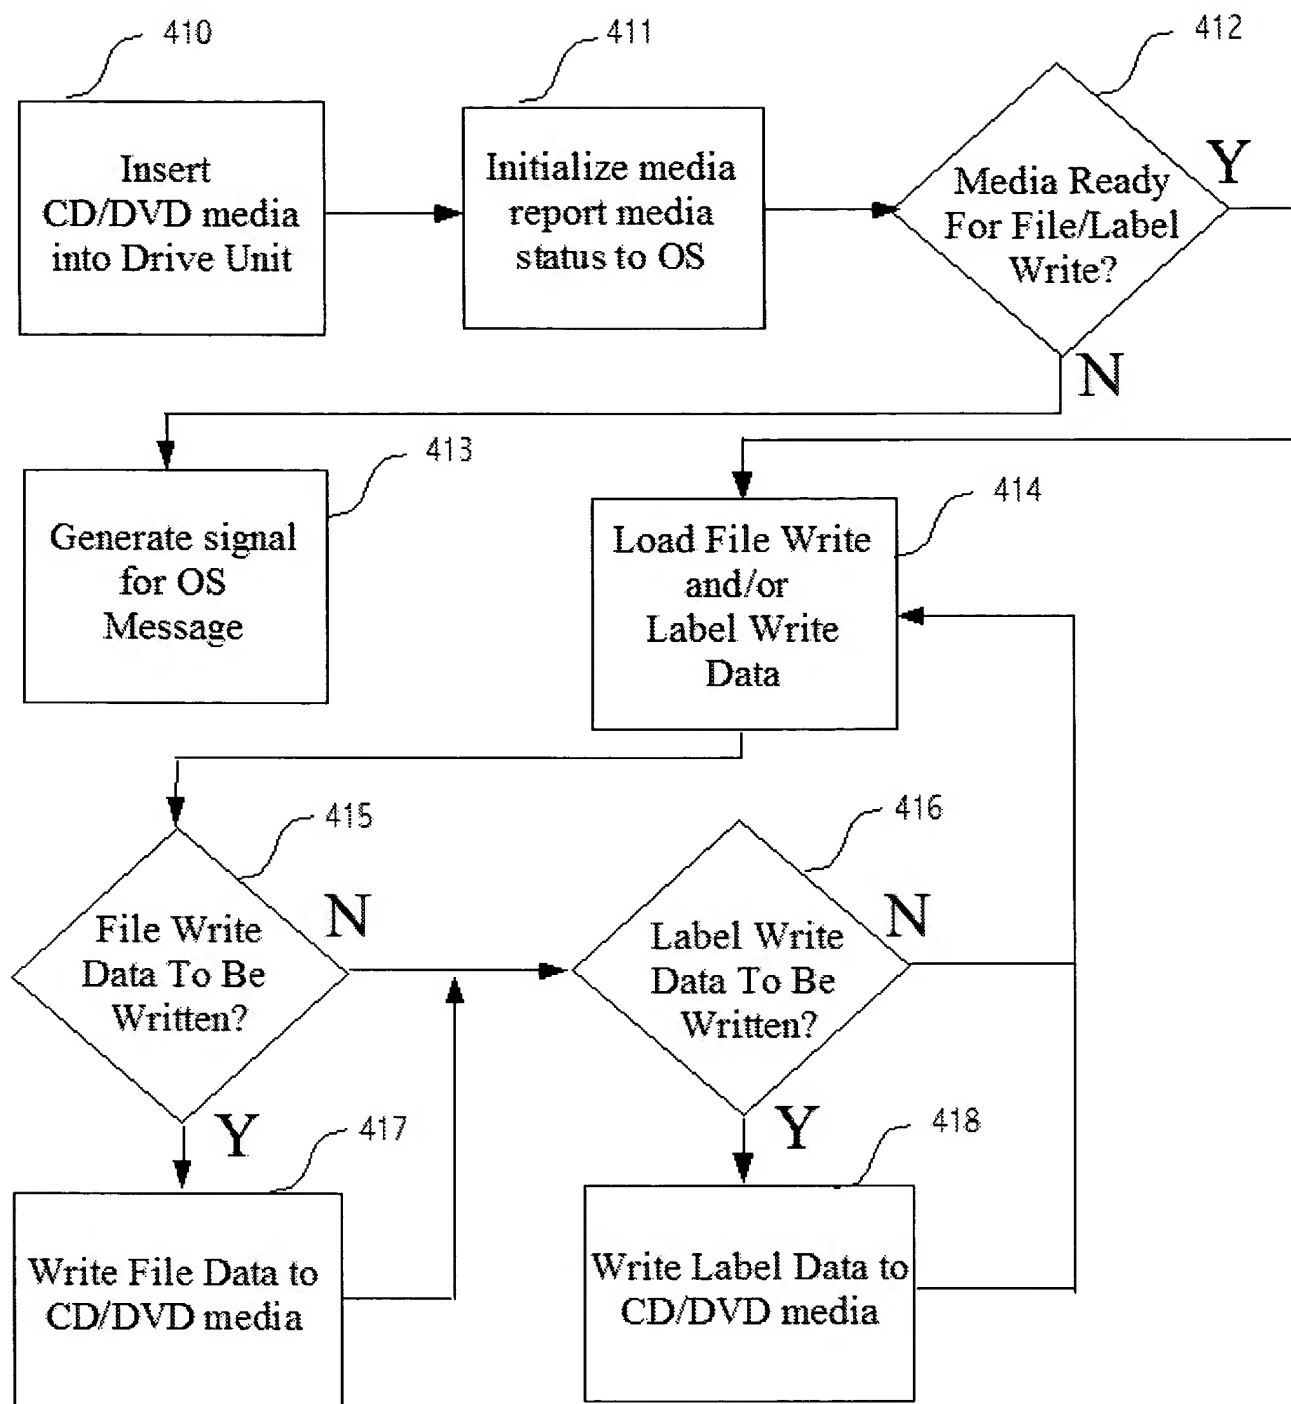 410
Insert
CD/DVD media
into Drive Unit
411
Initialize media
report media
status to OS
412
Media Ready
For File/Label
Write?
Y
N
413
Generate signal
for OS
Message
414
Load File Write
and/or
Label Write
Data
415
File Write
Data To Be
Written?
N
Y
416
Label Write
Data To Be
Written?
N
Y
417
Write File Data to
CD/DVD media
418
Write Label Data to
CD/DVD media